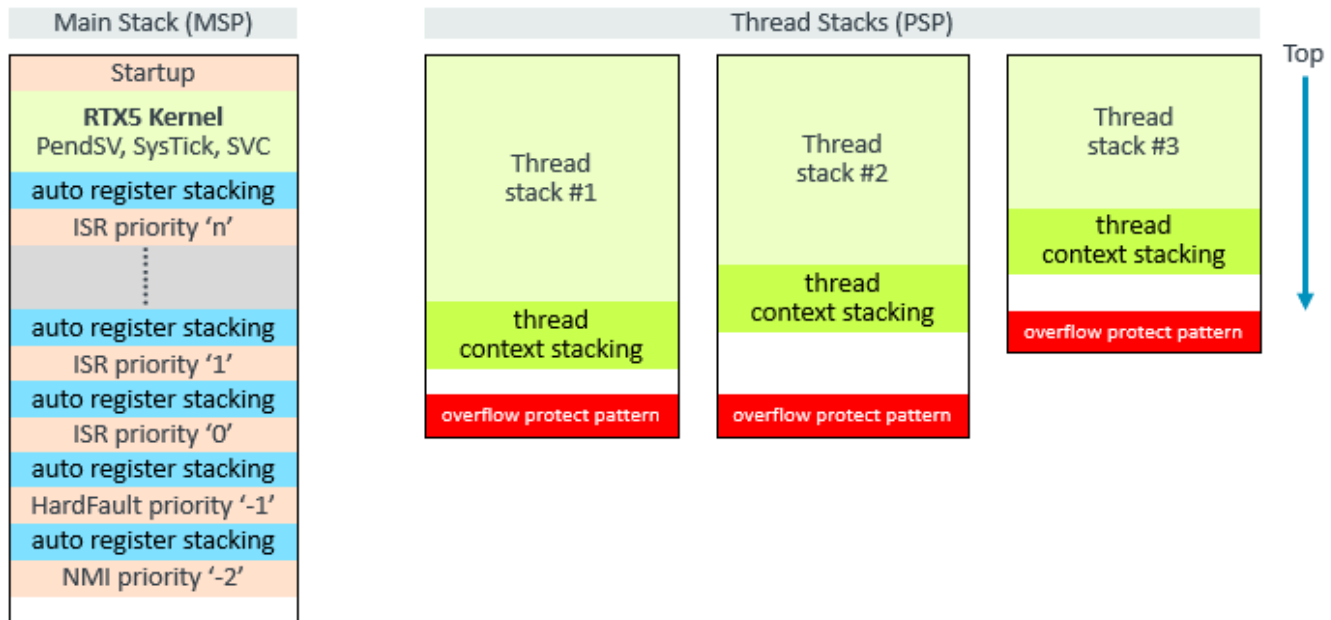 Main Stack (MSP)
Startup
RTX5 Kernel
PendSV, SysTick, SVC
auto register stacking
ISR priority ‘n’
auto register stacking
ISR priority ‘1’
auto register stacking
ISR priority ‘0’
auto register stacking
HardFault priority ‘-1’
auto register stacking
NMI priority ‘-2’
Thread Stacks (PSP)
Thread
stack #1
thread
context stacking
overflow protect pattern
Thread
stack #2
thread
context stacking
overflow protect pattern
Thread
stack #3
thread
context stacking
overflow protect pattern
Top